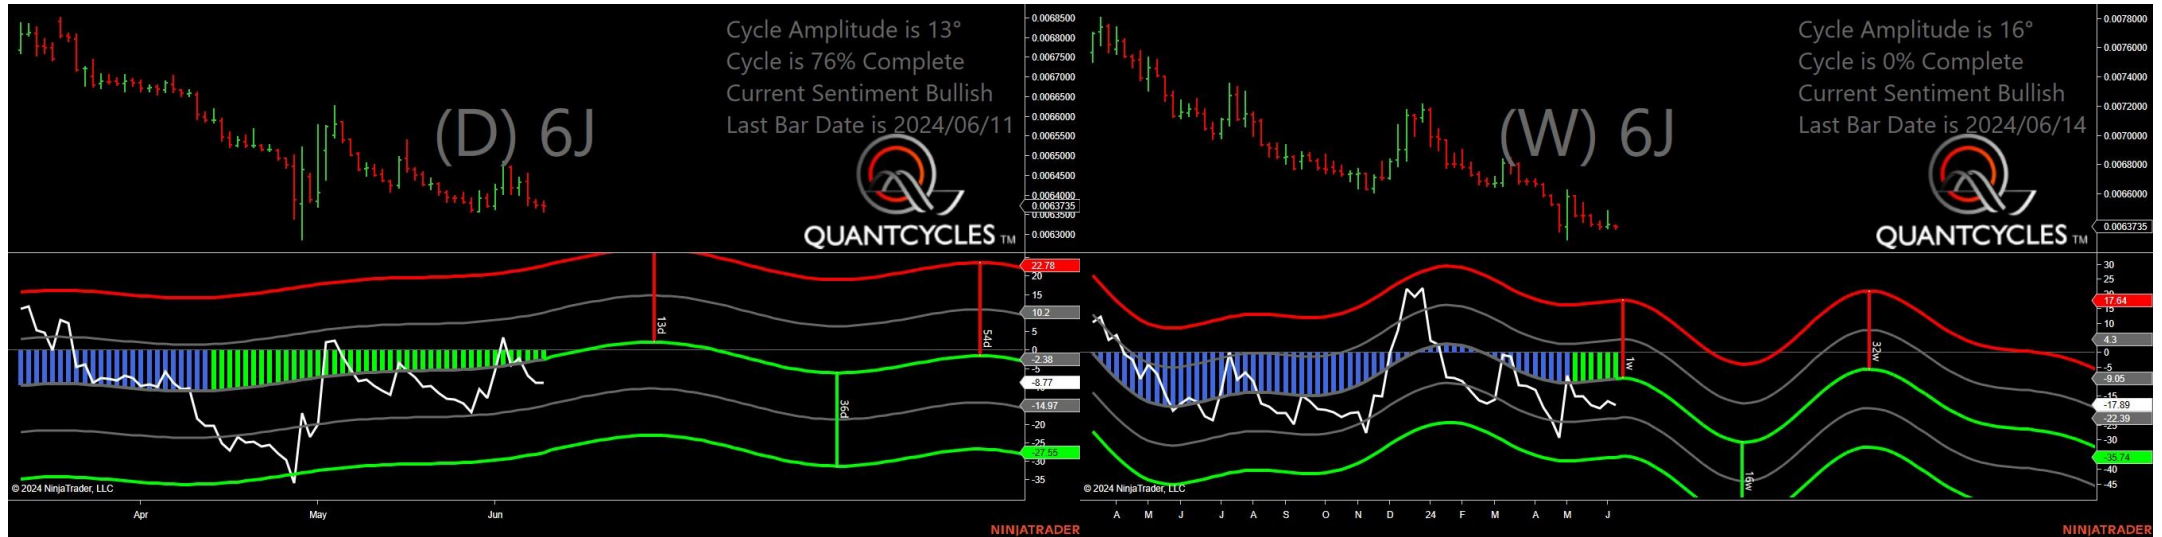 Cycle Amplitude is 13°
Cycle is 76% Complete
Current Sentiment Bullish
Last Bar Date is 2024/06/11
(D) 6J
QUANTCYCLES TM
0.0068500
0.0068000
0.0067500
0.0067000
0.0066500
0.0066000
0.0065500
0.0065000
0.0064500
0.0064000
0.0063735
0.0063500
0.0063000
22.78
20
15
10.2
5
0
-2.38
-5
-8.77
-14.97
-20
-25
-27.55
-30
-35
13d
36d
54d
© 2024 NinjaTrader, LLC
Apr
May
Jun
NINJATRADER
Cycle Amplitude is 16°
Cycle is 0% Complete
Current Sentiment Bullish
Last Bar Date is 2024/06/14
(W) 6J
QUANTCYCLES TM
0.0078000
0.0076000
0.0074000
0.0072000
0.0070000
0.0068000
0.0066000
0.0063735
30
25
17.64
15
10
4.3
0
-5
-9.05
-15
-17.89
-22.39
-30
-35.74
-40
-45
1w
16w
32w
© 2024 NinjaTrader, LLC
A M J J A S O N D 24 F M A M J
NINJATRADER